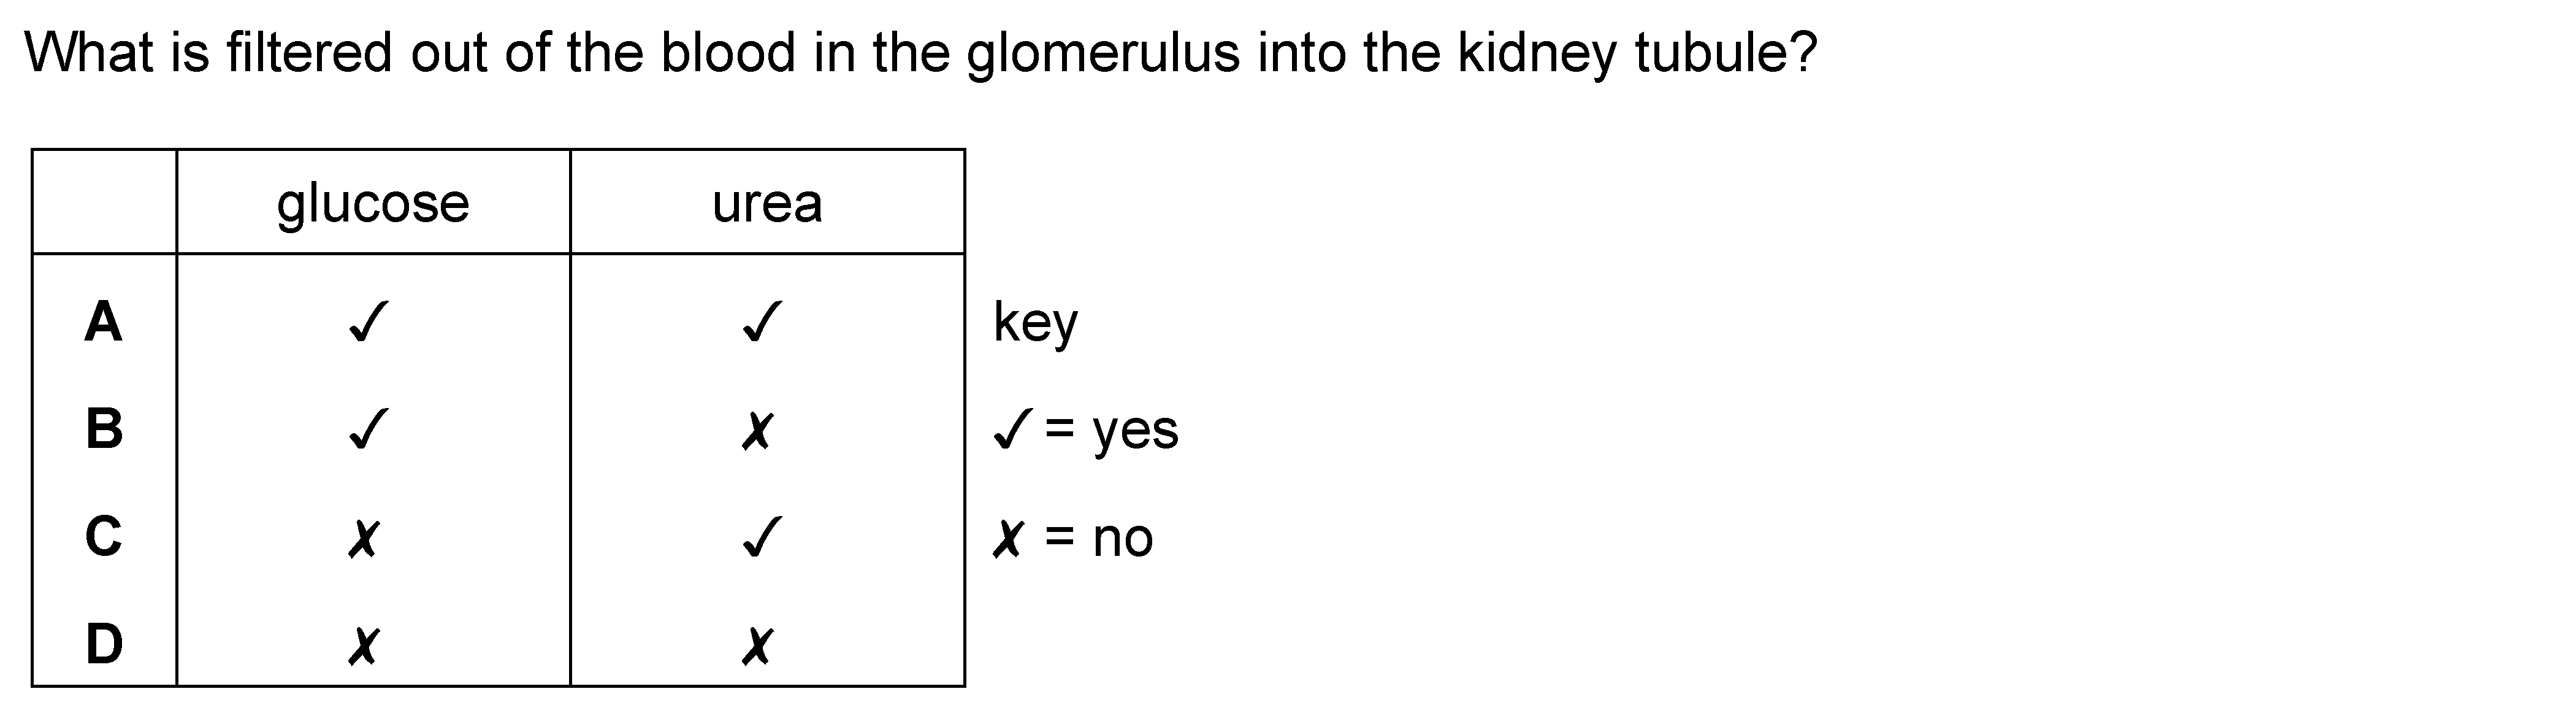 What is filtered out of the blood in the glomerulus into the kidney tubule?
glucose urea
A ✓ ✓ key
B ✓ ✗ ✓ = yes
C ✗ ✓ ✗ = no
D ✗ ✗